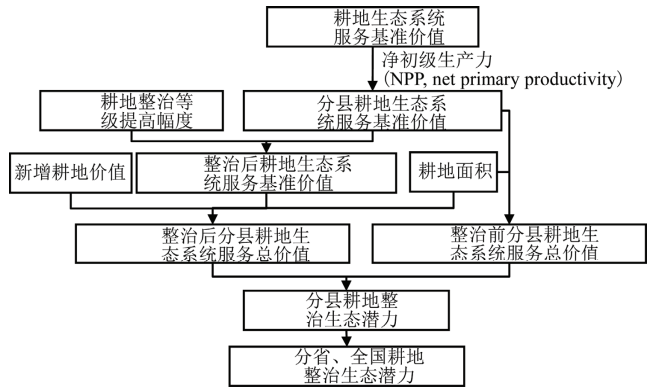 耕地生态系统
服务基准价值
净初级生产力
(NPP, net primary productivity)
耕地整治等
级提高幅度
分县耕地生态系
统服务基准价值
新增耕地价值
整治后耕地生态系
统服务基准价值
耕地面积
整治后分县耕地生
态系统服务总价值
整治前分县耕地生
态系统服务总价值
分县耕地整
治生态潜力
分省、全国耕地
整治生态潜力